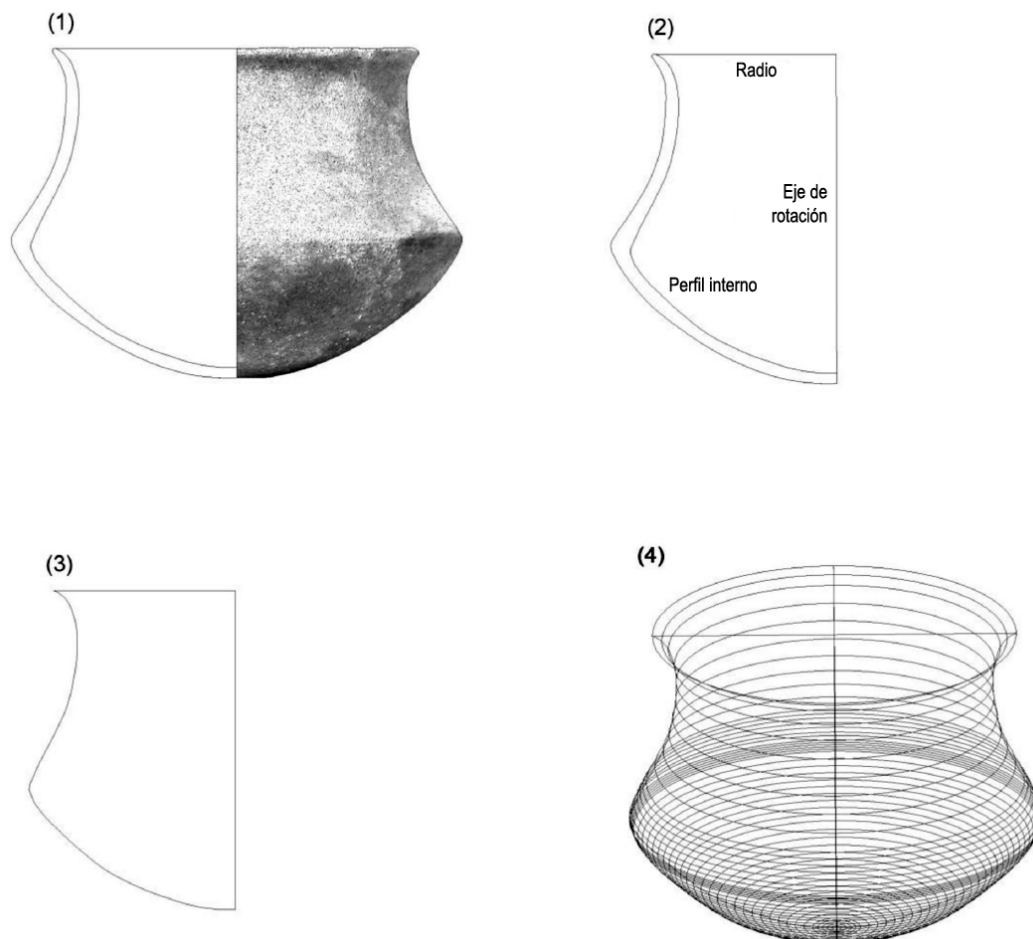 (1)
(2)
Radio
Eje de
rotación
Perfil interno
(3)
(4)